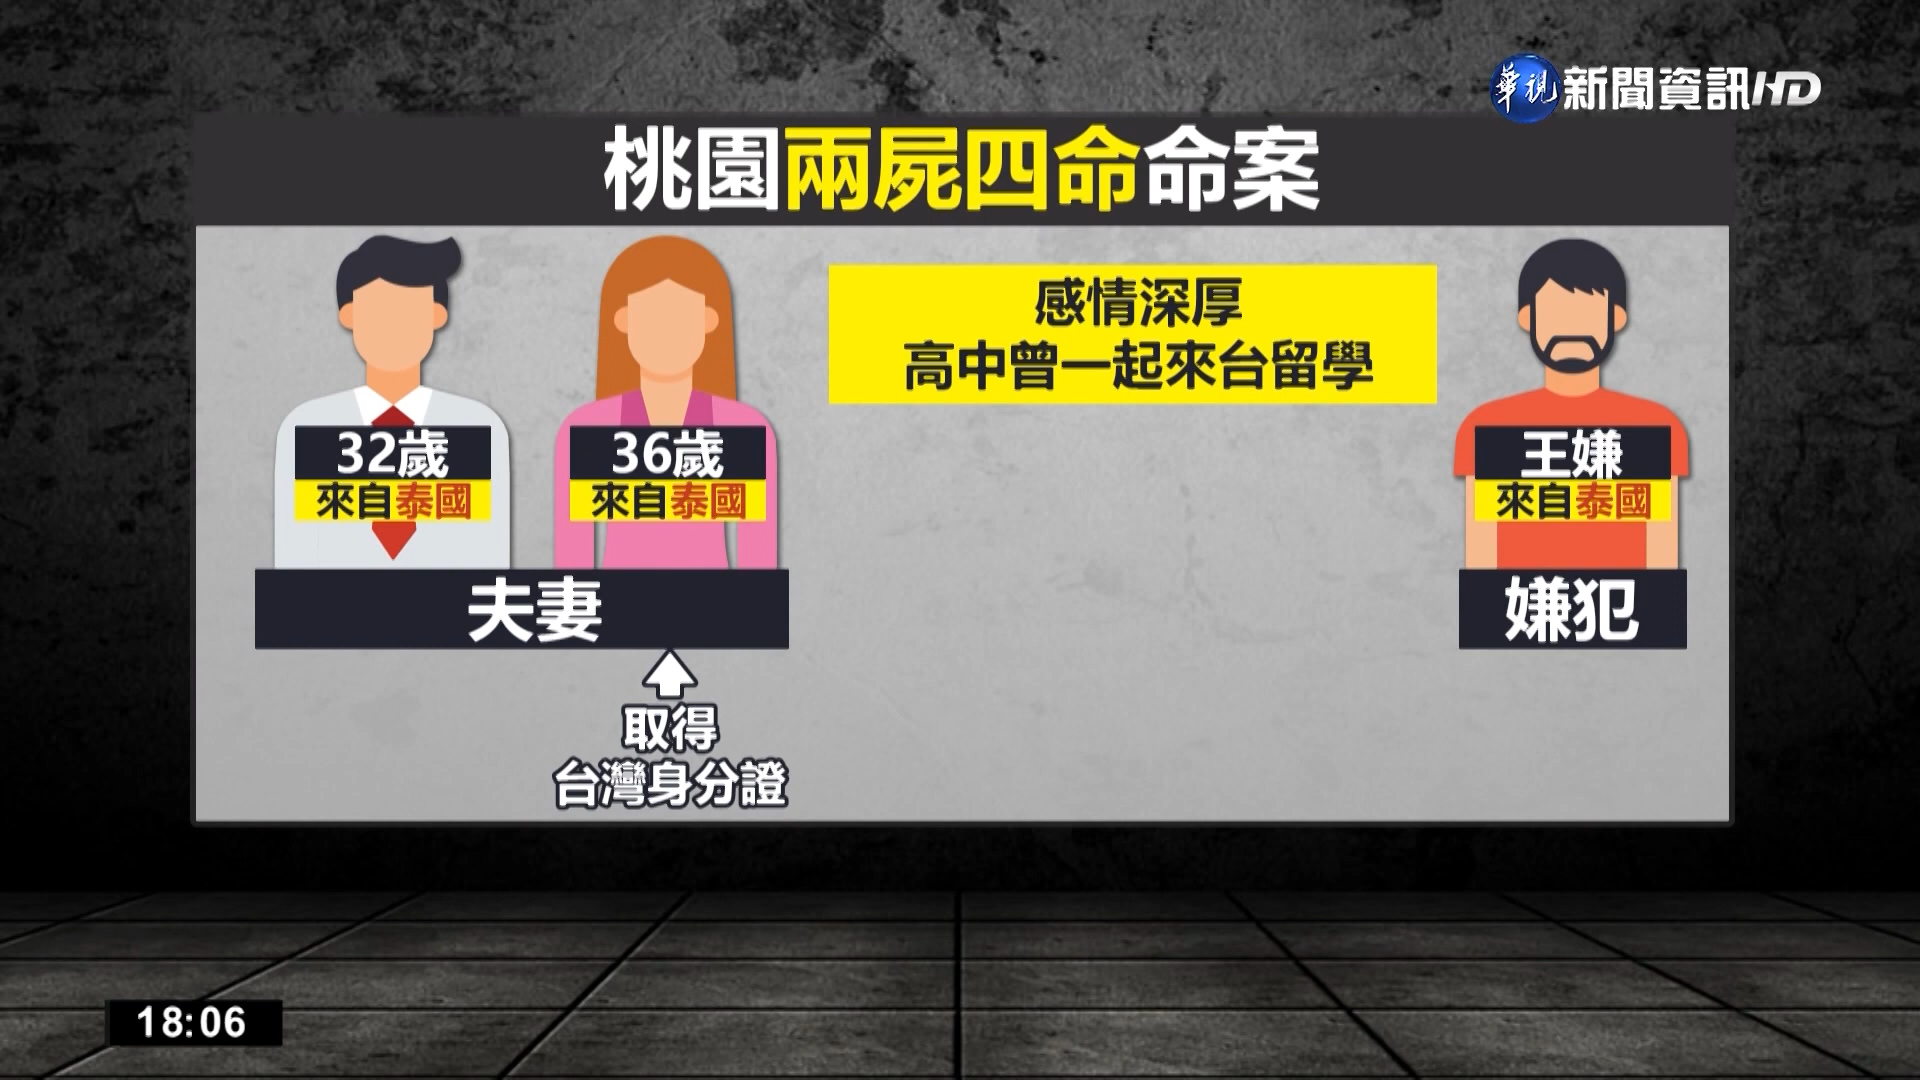 華視新聞資訊HD
桃園兩屍四命命案
感情深厚
高中曾一起來台留學
32歲
來自泰國
36歲
來自泰國
王嫌
來自泰國
夫妻
嫌犯
取得
台灣身分證
18:06